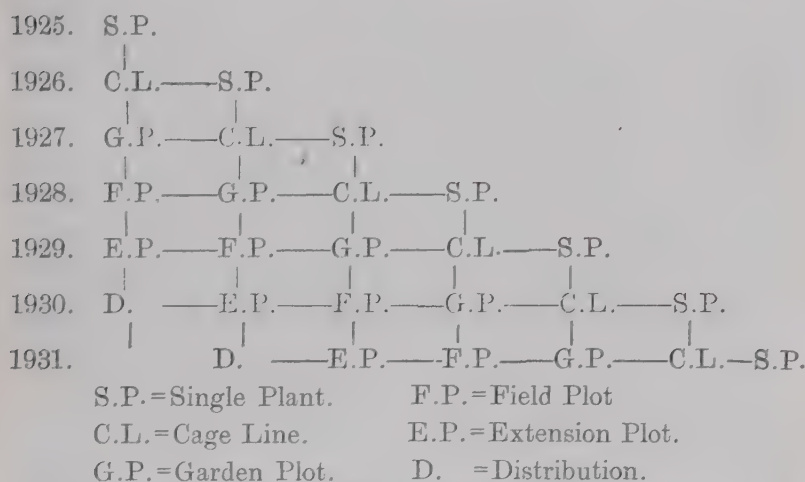 1925. S.P.
1926. C.L.——S.P.
1927. G.P.——C.L.——S.P.
1928. F.P.——G.P.——C.L.——S.P.
1929. E.P.——F.P.——G.P.——C.L.——S.P.
1930. D. ——E.P.——F.P.——G.P.——C.L.——S.P.
1931. D. ——E.P.——F.P.——G.P.——C.L.—S.P.
S.P.=Single Plant. F.P.=Field Plot
C.L.=Cage Line. E.P.=Extension Plot.
G.P.=Garden Plot. D. =Distribution.